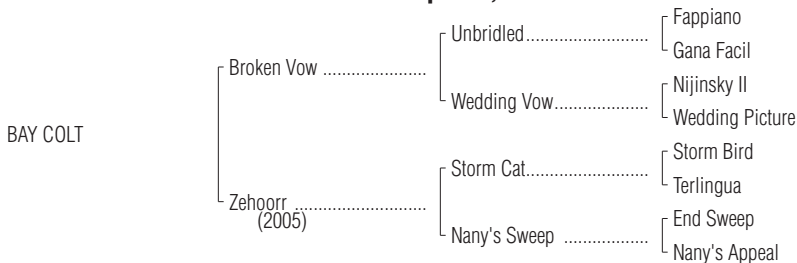 Fappiano
Unbridled........................
Gana Facil
Broken Vow ......................
Nijinsky II
Wedding Vow....................
Wedding Picture
BAY COLT
Storm Bird
Storm Cat........................
Terlingua
Zehoorr ..........................
(2005)
End Sweep
Nany's Sweep .................
Nany's Appeal